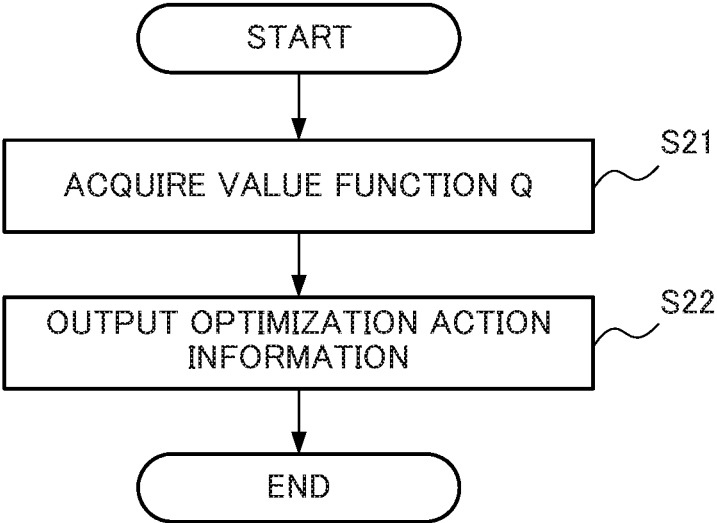 START
S21
ACQUIRE VALUE FUNCTION Q
S22
OUTPUT OPTIMIZATION ACTION
INFORMATION
END